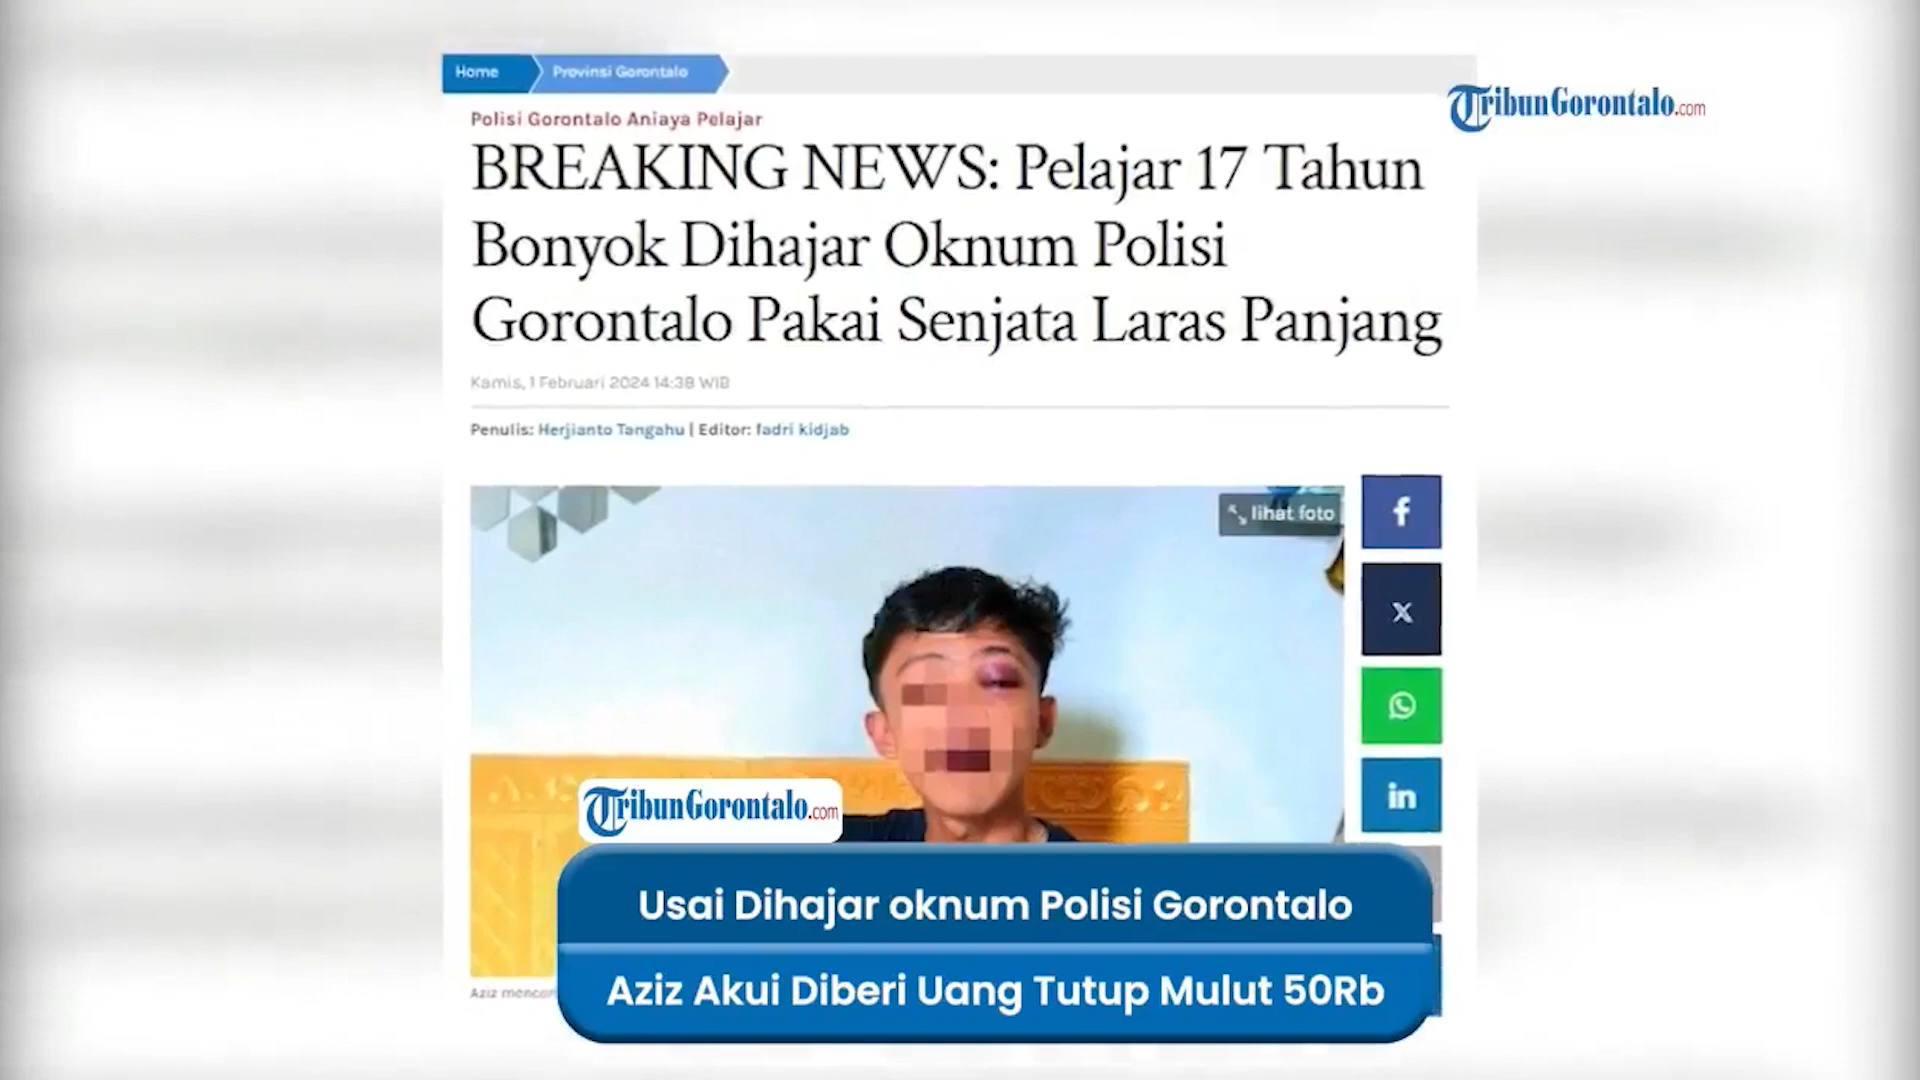 Home
Provinsi Gorontalo
TribunGorontalo.com
Polisi Gorontalo Aniaya Pelajar
BREAKING NEWS: Pelajar 17 Tahun
Bonyok Dihajar Oknum Polisi
Gorontalo Pakai Senjata Laras Panjang
Kamis, 1 Februari 2024 14:38 WIB
Penulis: Herjianto Tangahu | Editor: fadri kidjab
lihat foto
TribunGorontalo.com
Usai Dihajar oknum Polisi Gorontalo
Aziz Akui Diberi Uang Tutup Mulut 50Rb
Aziz